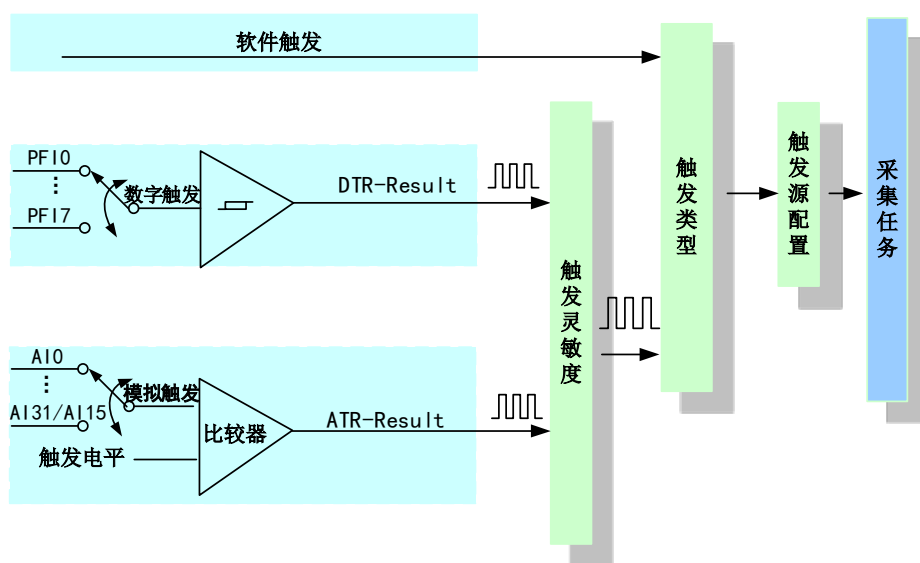 软件触发
PFI0
⋮
PFI7
数字触发
DTR-Result
AI0
⋮
AI31/AI15
模拟触发
触发电平
比较器
ATR-Result
触发灵敏度
触发类型
触发源配置
采集任务